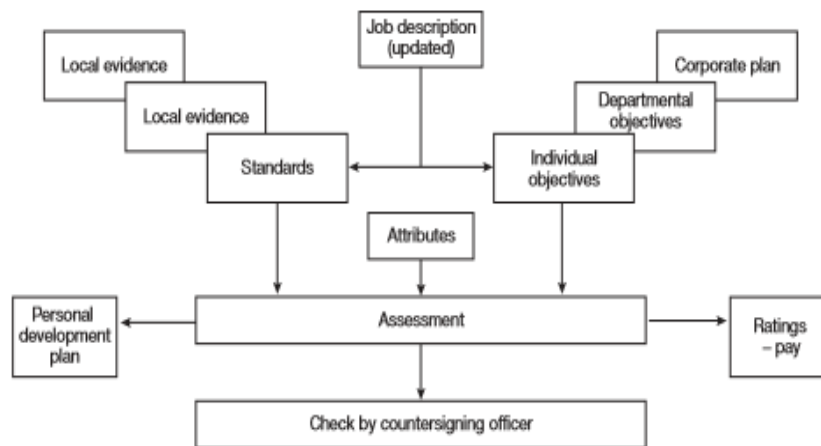 Job description
(updated)
Local evidence
Corporate plan
Local evidence
Departmental
objectives
Standards
Individual
objectives
Attributes
Personal
development
plan
Assessment
Ratings
– pay
Check by countersigning officer